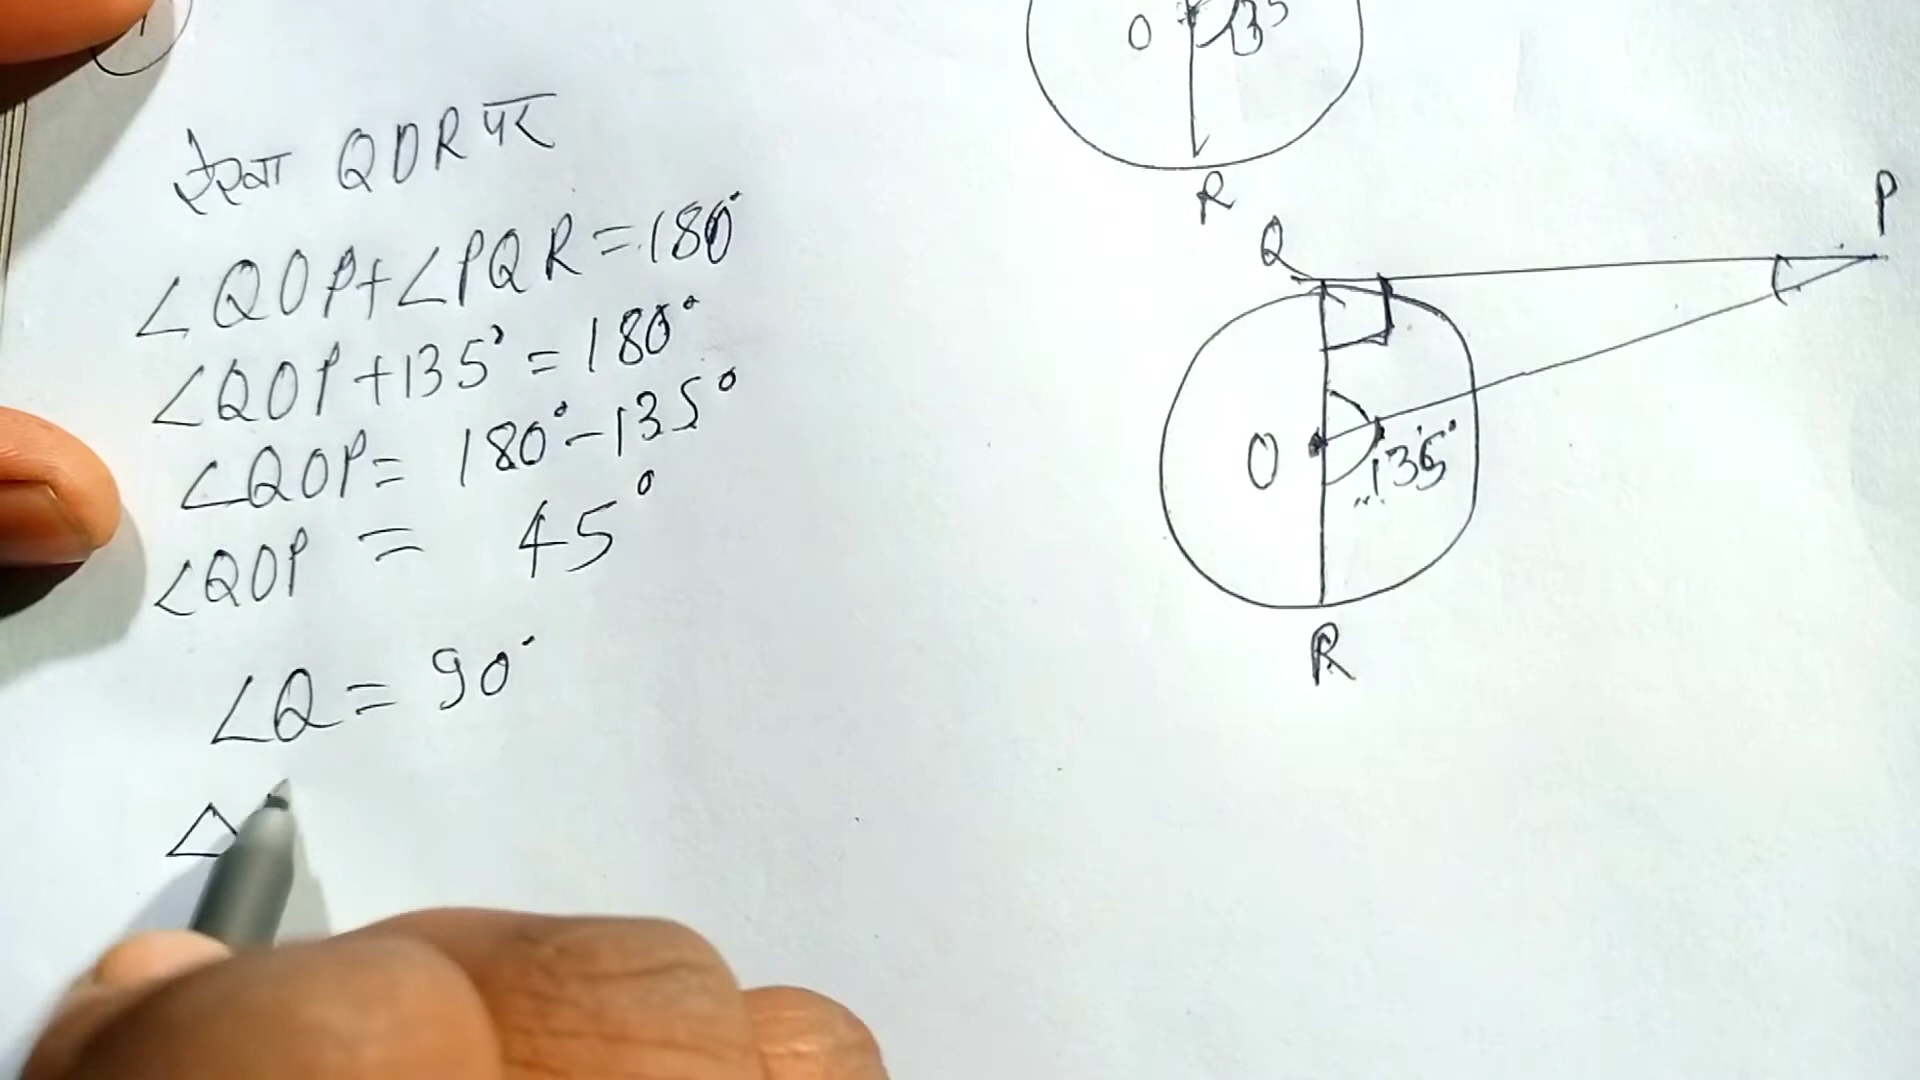 रेखा QOR पर
∠QOP+∠PQR=180°
∠QOP+135°=180°
∠QOP= 180°-135°
∠QOP = 45°
∠Q = 90°
△
O 135
R
Q
P
O
135°
R